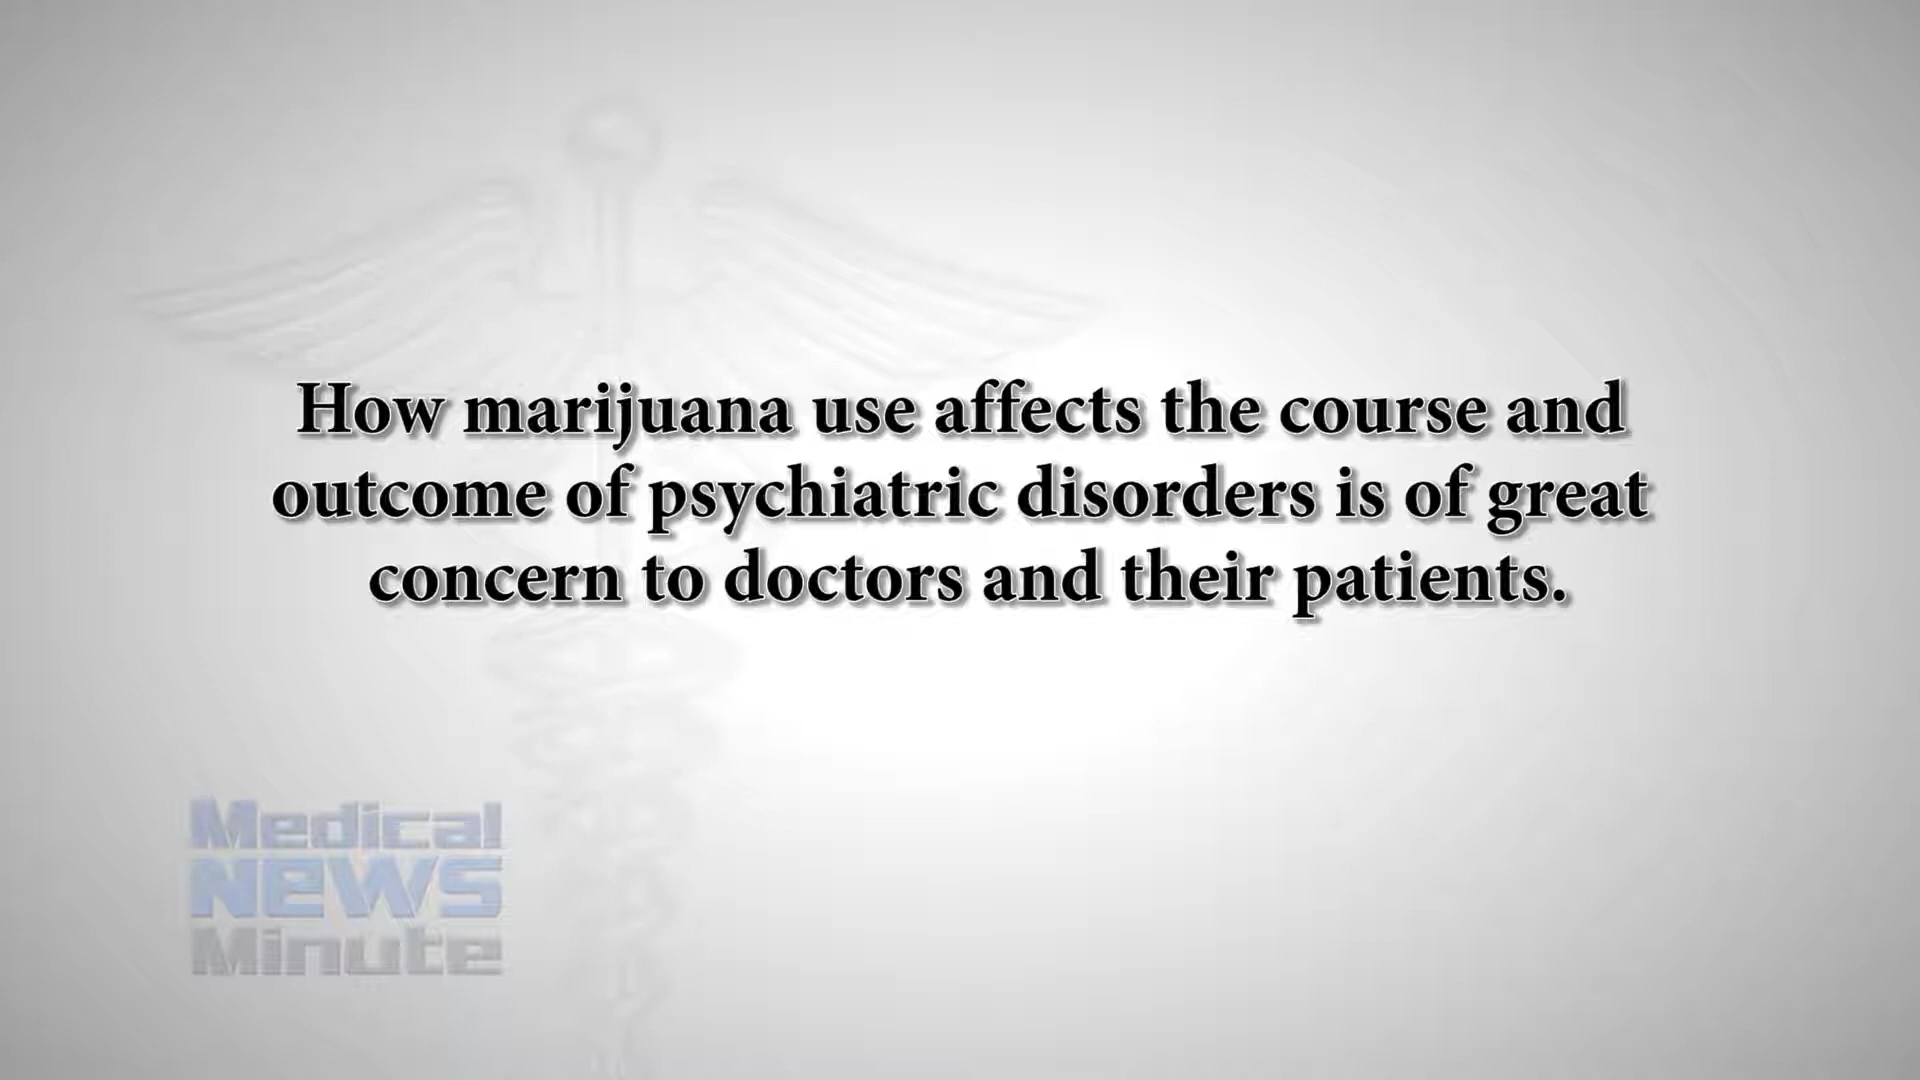 How marijuana use affects the course and
outcome of psychiatric disorders is of great
concern to doctors and their patients.
Medical
NEWS
Minute